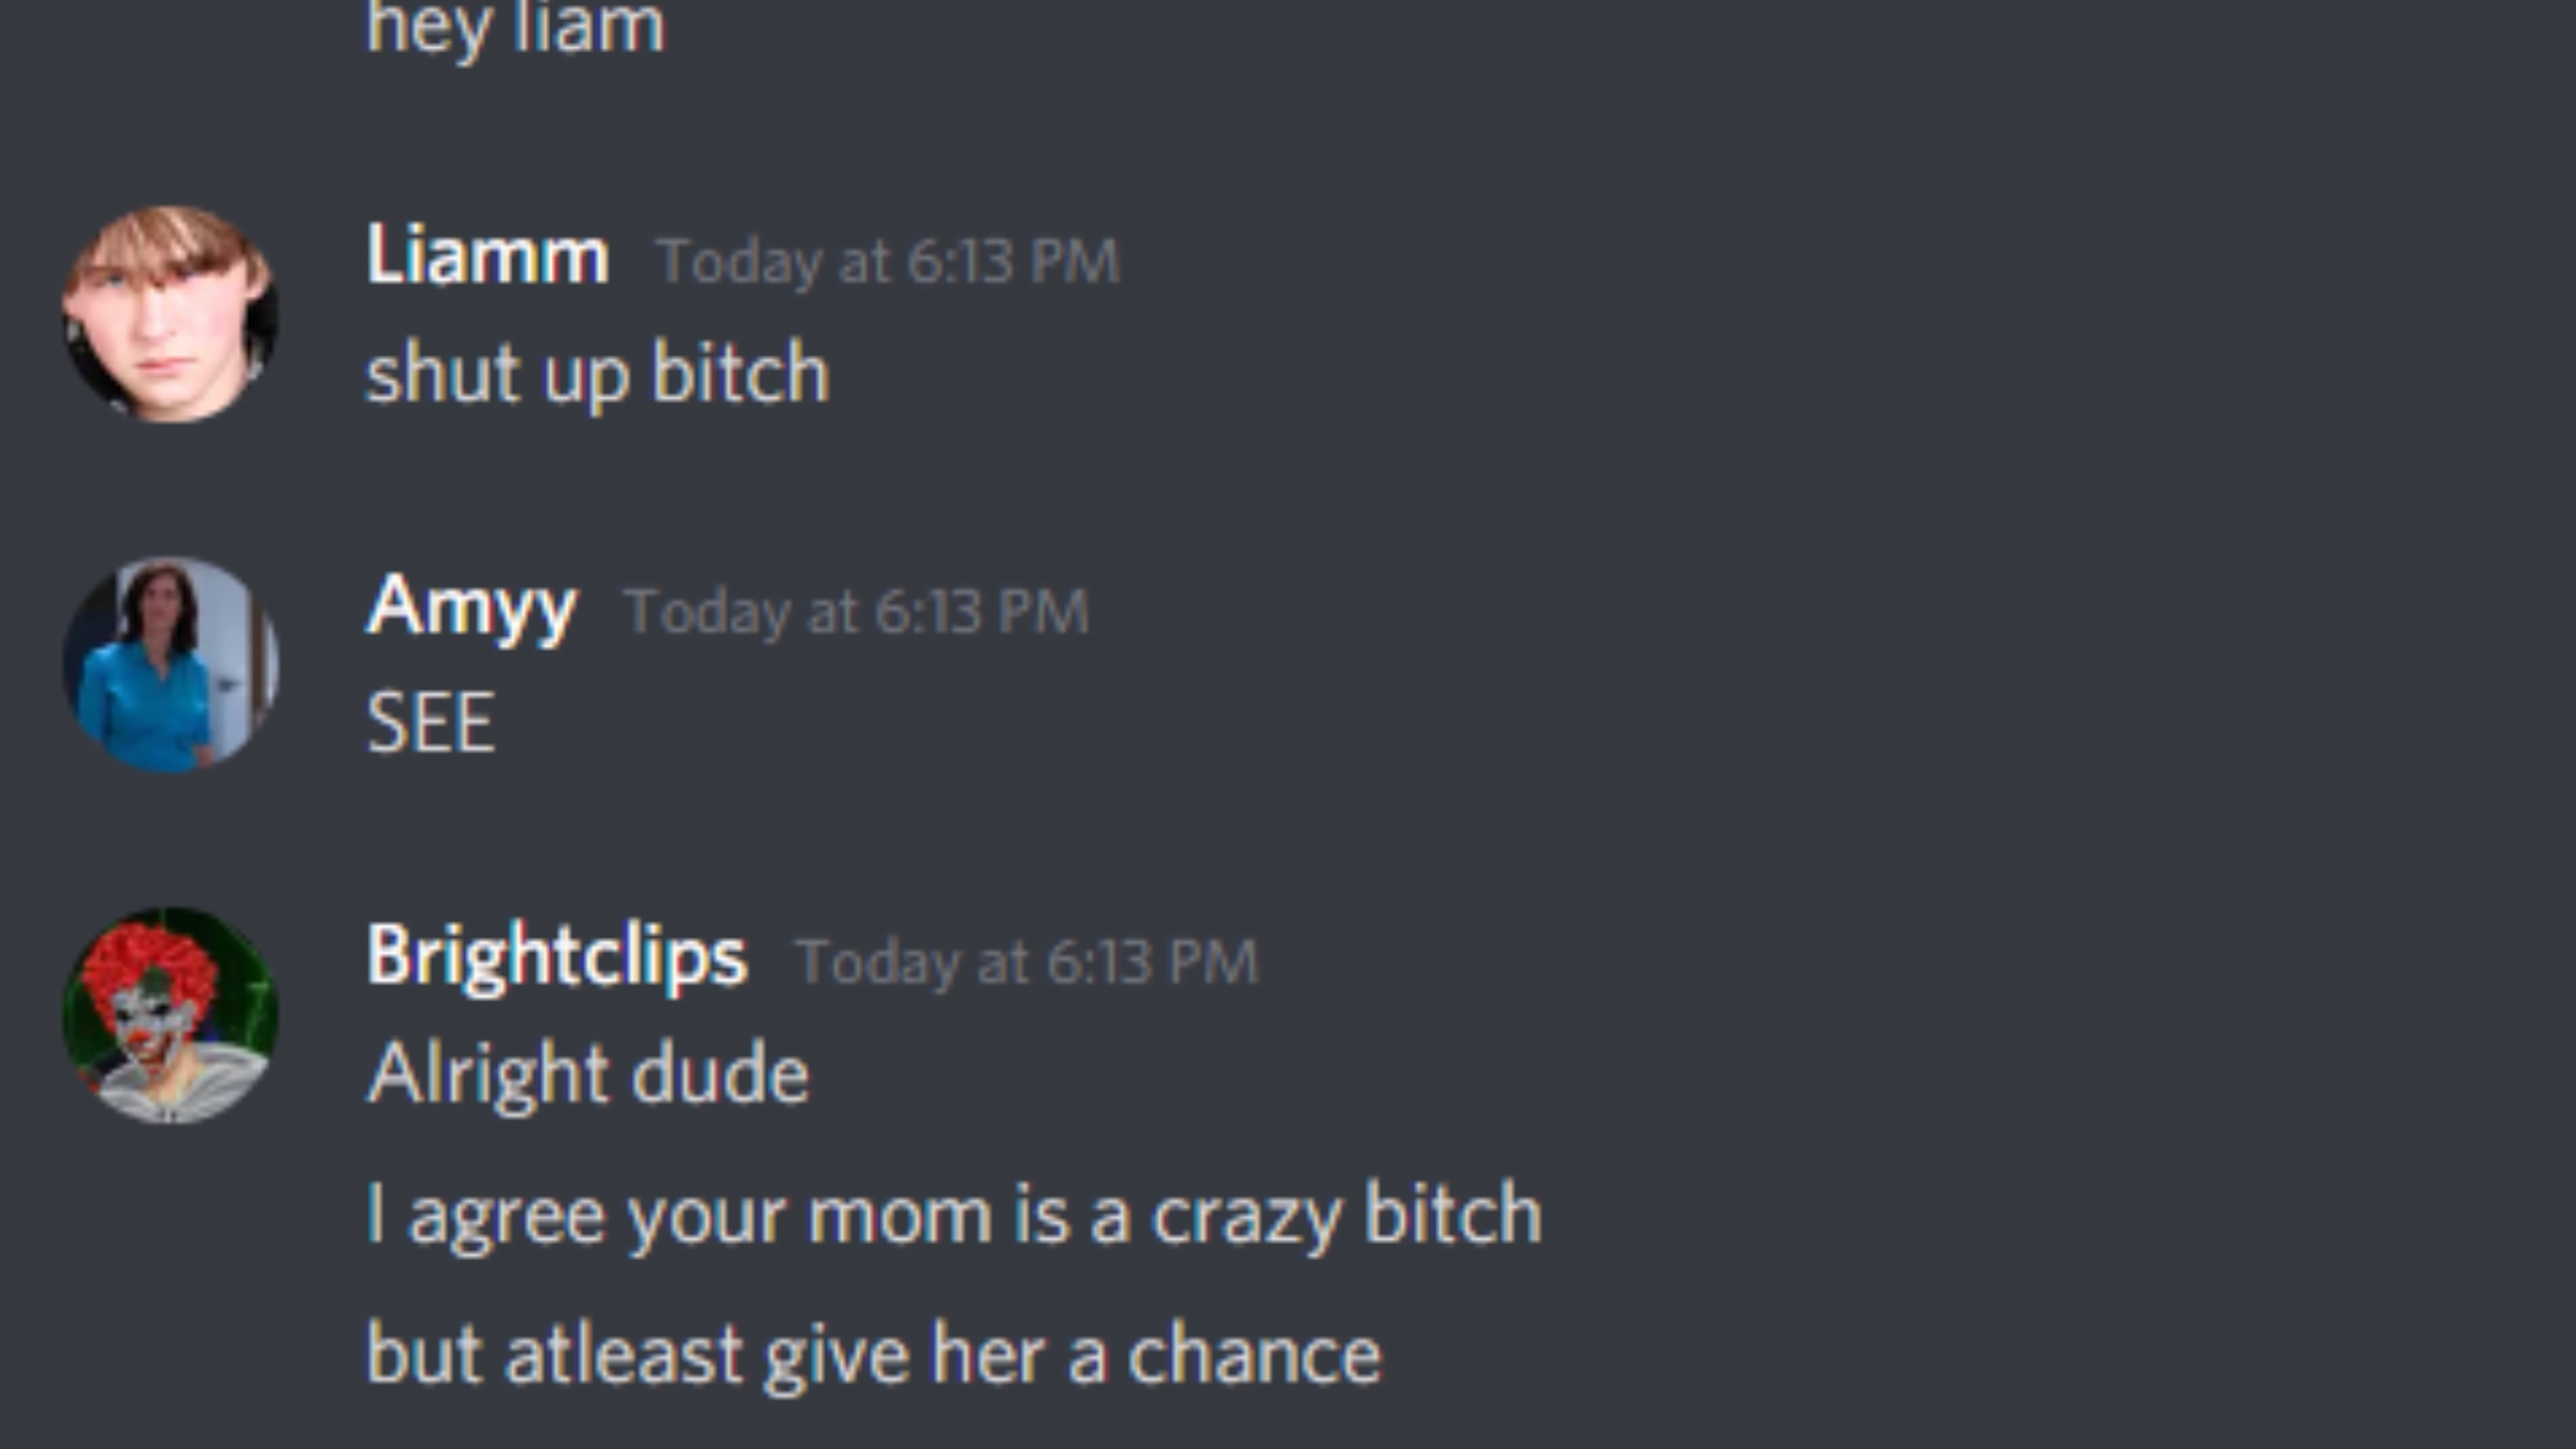 hey liam
Liamm Today at 6:13 PM
shut up bitch
Amyy Today at 6:13 PM
SEE
Brightclips Today at 6:13 PM
Alright dude
I agree your mom is a crazy bitch
but atleast give her a chance